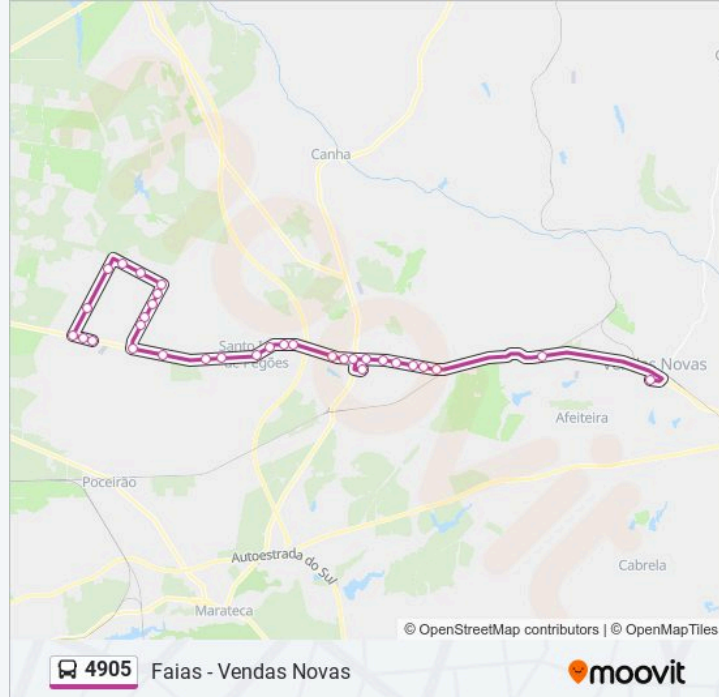 Canha
Santo I
de Pegões
Vendas Novas
Afeiteira
Poceirão
Autoestrada do Sul
Cabrela
Marateca
© OpenStreetMap contributors | © OpenMapTiles
4905 Faias - Vendas Novas
moovit